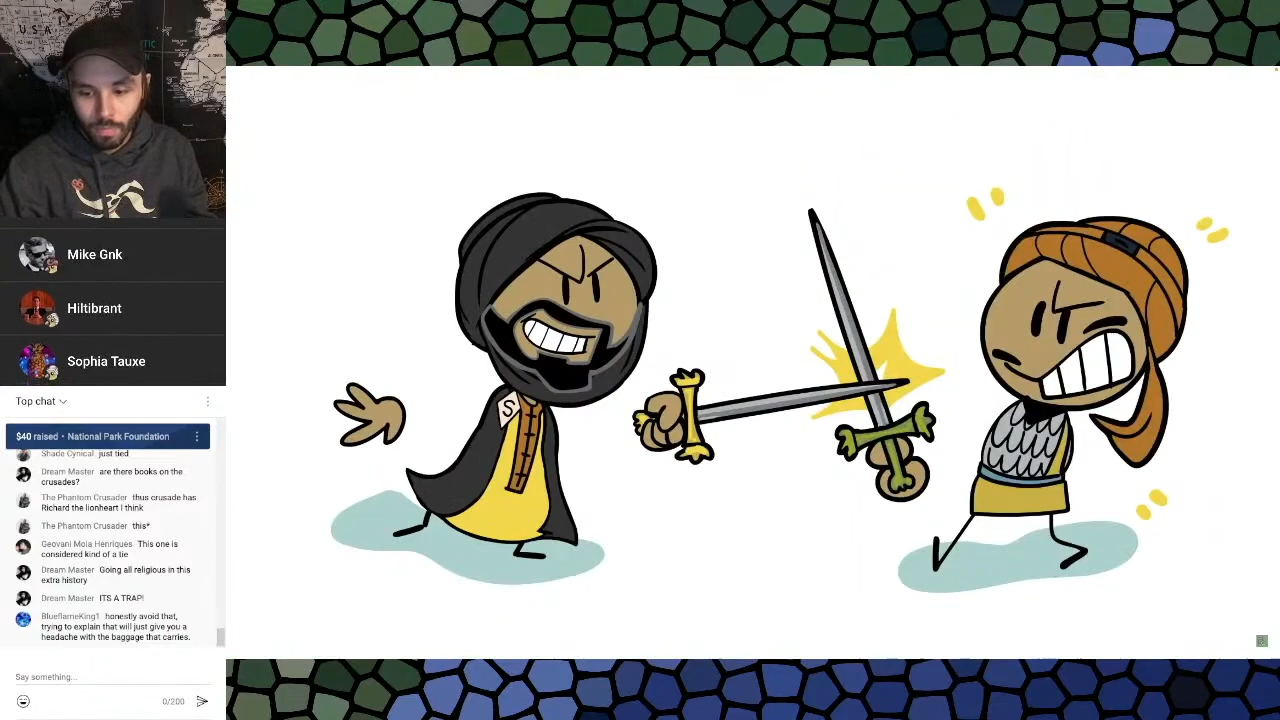 USA
TIC
Mike Gnk
Hiltibrant
Sophia Tauxe
Top chat
$40 raised • National Park Foundation
Shade Cynical just tied
Dream Master are there books on the
crusades?
The Phantom Crusader thus crusade has
Richard the lionheart I think
The Phantom Crusader this*
Geovani Moia Henriques This one is
considered kind of a tie
Dream Master Going all religious in this
extra history
Dream Master ITS A TRAP!
BlueflameKing1 honestly avoid that,
trying to explain that will just give you a
headache with the baggage that carries.
Say something...
0/200
S